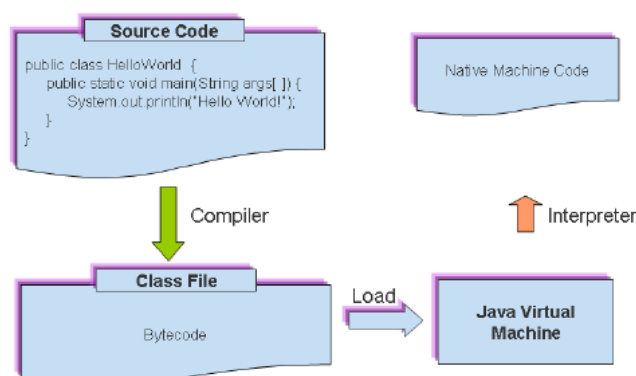 Source Code
public class HelloWorld {
public static void main(String args[ ]) {
System.out.println("Hello World!");
}
}
Native Machine Code
Compiler
Interpreter
Class File
Bytecode
Load
Java Virtual
Machine